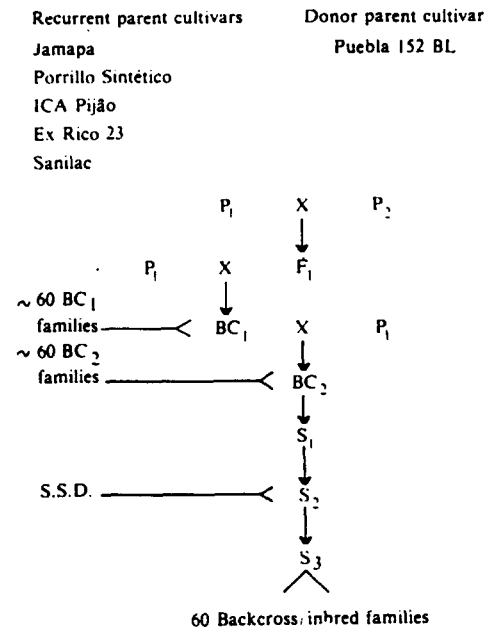 Recurrent parent cultivars
Donor parent cultivar
Jamapa
Puebla 152 BL
Porrillo Sintético
ICA Pijão
Ex Rico 23
Sanilac
P1 X P2
P1 X F1
~ 60 BC1
families
BC1 X P1
~ 60 BC2
families
BC2
S1
S.S.D.
S2
S3
60 Backcross, inbred families